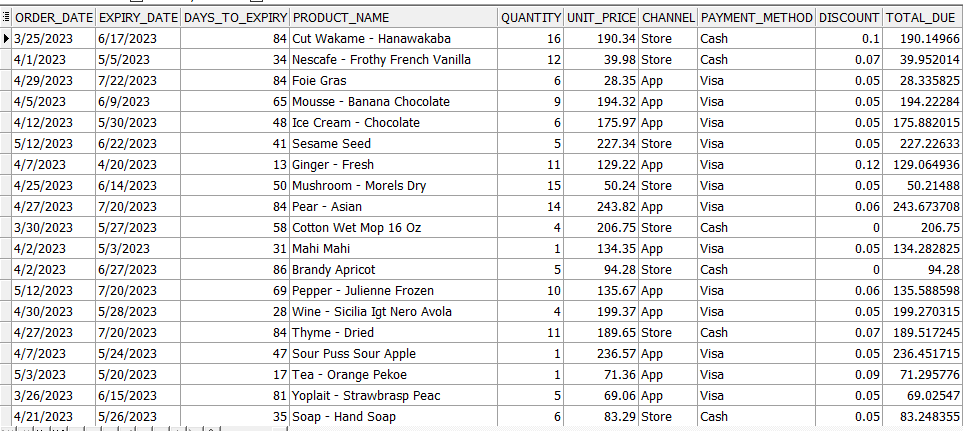 ORDER_DATE EXPIRY_DATE DAYS_TO_EXPIRY PRODUCT_NAME QUANTITY UNIT_PRICE CHANNEL PAYMENT_METHOD DISCOUNT TOTAL_DUE
3/25/2023 6/17/2023 84 Cut Wakame - Hanawakaba 16 190.34 Store Cash 0.1 190.14966
4/1/2023 5/5/2023 34 Nescafe - Frothy French Vanilla 12 39.98 Store Cash 0.07 39.952014
4/29/2023 7/22/2023 84 Foie Gras 6 28.35 App Visa 0.05 28.335825
4/5/2023 6/9/2023 65 Mousse - Banana Chocolate 9 194.32 App Visa 0.05 194.22284
4/12/2023 5/30/2023 48 Ice Cream - Chocolate 6 175.97 App Visa 0.05 175.882015
5/12/2023 6/22/2023 41 Sesame Seed 5 227.34 Store Visa 0.05 227.22633
4/7/2023 4/20/2023 13 Ginger - Fresh 11 129.22 App Visa 0.12 129.064936
4/25/2023 6/14/2023 50 Mushroom - Morels Dry 15 50.24 Store Visa 0.05 50.21488
4/27/2023 7/20/2023 84 Pear - Asian 14 243.82 App Visa 0.06 243.673708
3/30/2023 5/27/2023 58 Cotton Wet Mop 16 Oz 4 206.75 Store Cash 0 206.75
4/2/2023 5/3/2023 31 Mahi Mahi 1 134.35 App Visa 0.05 134.282825
4/2/2023 6/27/2023 86 Brandy Apricot 5 94.28 Store Cash 0 94.28
5/12/2023 7/20/2023 69 Pepper - Julienne Frozen 10 135.67 App Visa 0.06 135.588598
4/30/2023 5/28/2023 28 Wine - Sicilia Igt Nero Avola 4 199.37 App Visa 0.05 199.270315
4/27/2023 7/20/2023 84 Thyme - Dried 11 189.65 Store Cash 0.07 189.517245
4/7/2023 5/24/2023 47 Sour Puss Sour Apple 1 236.57 App Visa 0.05 236.451715
5/3/2023 5/20/2023 17 Tea - Orange Pekoe 1 71.36 App Visa 0.09 71.295776
3/26/2023 6/15/2023 81 Yoplait - Strawbrasp Peac 5 69.06 App Visa 0.05 69.02547
4/21/2023 5/26/2023 35 Soap - Hand Soap 6 83.29 Store Cash 0.05 83.248355